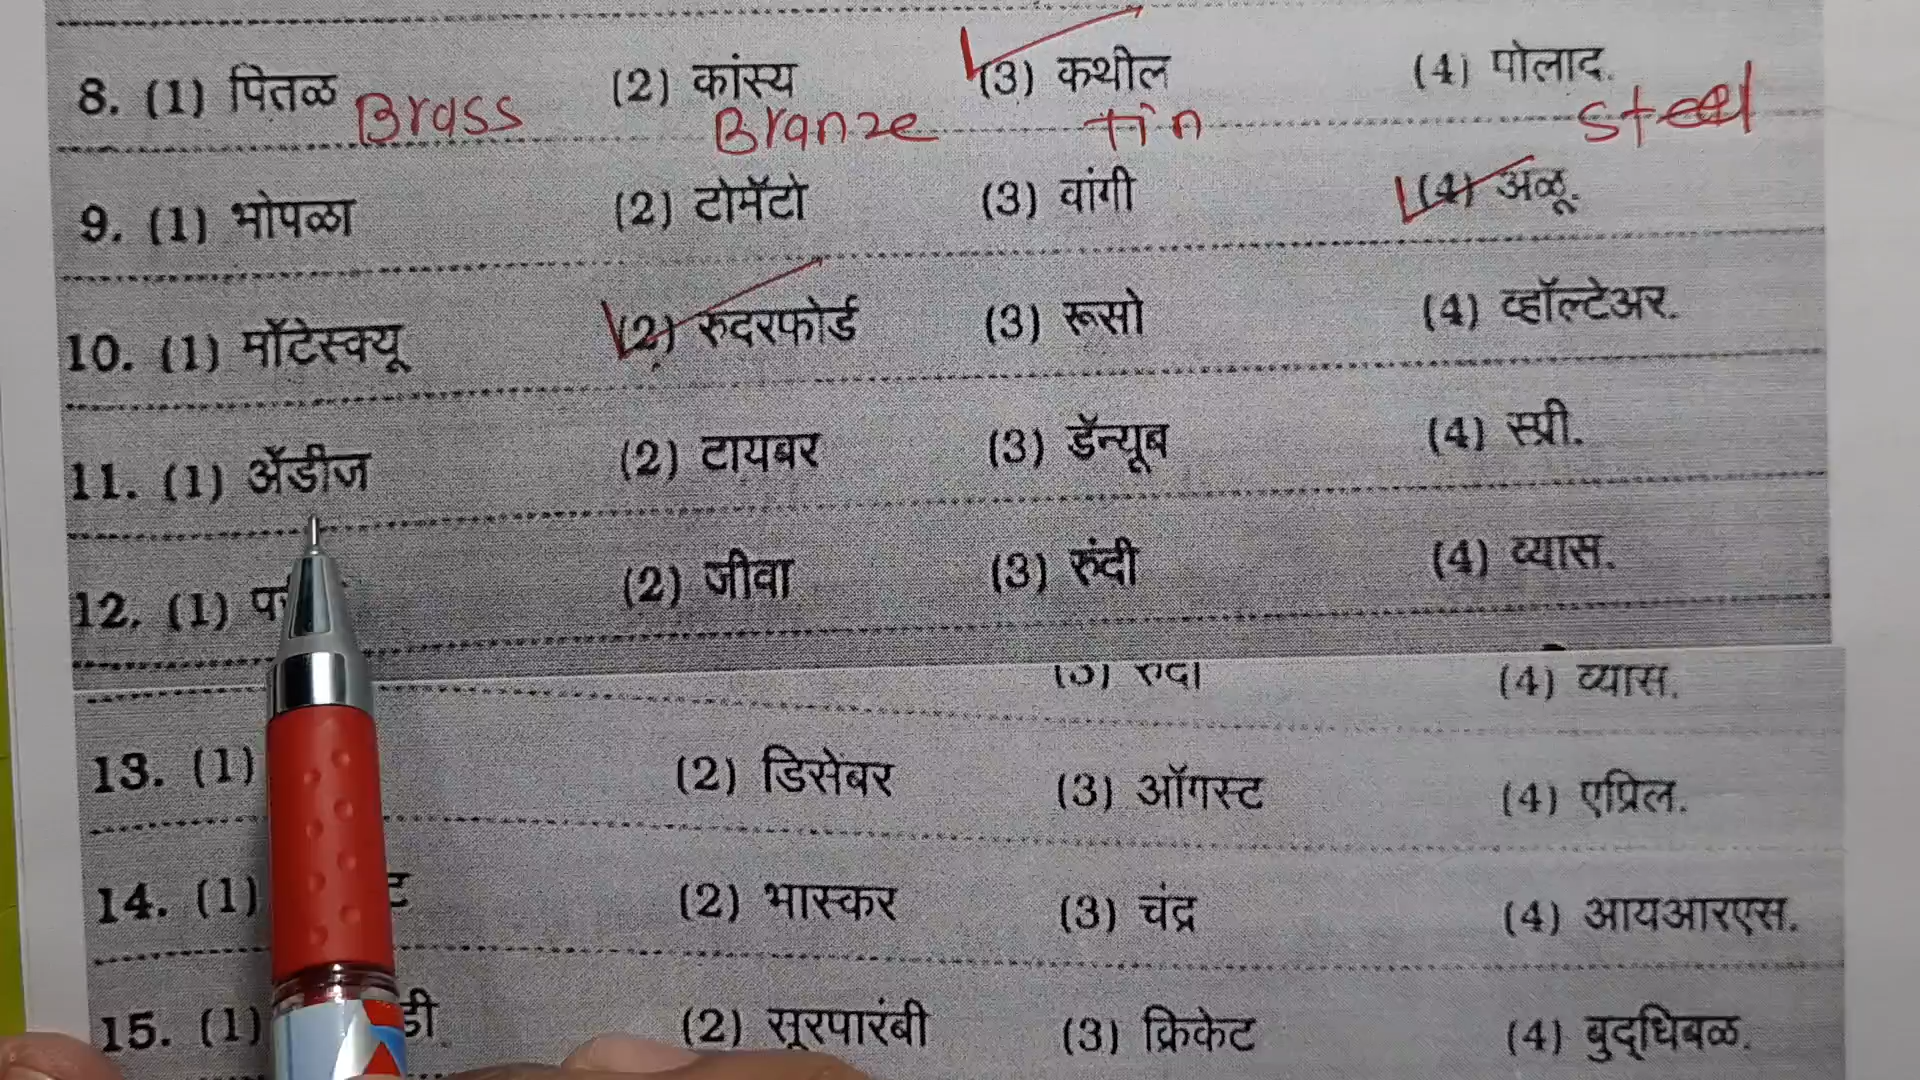 8. (1) पितळ (2) कांस्य (3) कथील (4) पोलाद.
Brass Branze tin steel
9. (1) भोपळा (2) टोमॅटो (3) वांगी (4) अळू.
10. (1) मॉटेस्क्यू (2) रुदरफोर्ड (3) रूसो (4) व्हॉल्टेअर.
11. (1) ॲंडीज (2) टायबर (3) डॅन्यूब (4) स्प्री.
12. (1) (2) जीवा (3) रुंदी (4) व्यास.
(4) व्यास.
13. (1) (2) डिसेंबर (3) ऑगस्ट (4) एप्रिल.
14. (1) (2) भास्कर (3) चंद्र (4) आयआरएस.
15. (1) (2) सूरपारंबी (3) क्रिकेट (4) बुद्‌धिबळ.